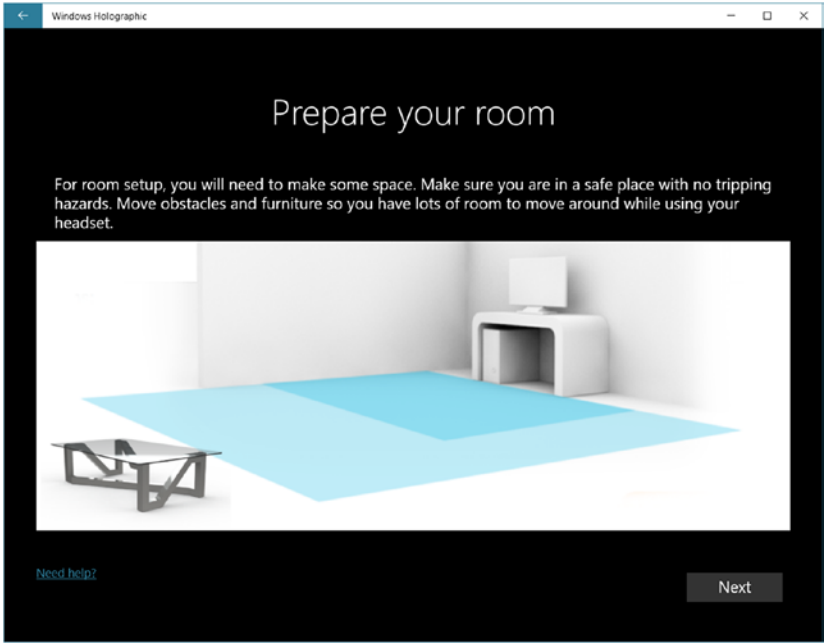 Windows Holographic
Prepare your room
For room setup, you will need to make some space. Make sure you are in a safe place with no tripping
hazards. Move obstacles and furniture so you have lots of room to move around while using your
headset.
Need help?
Next